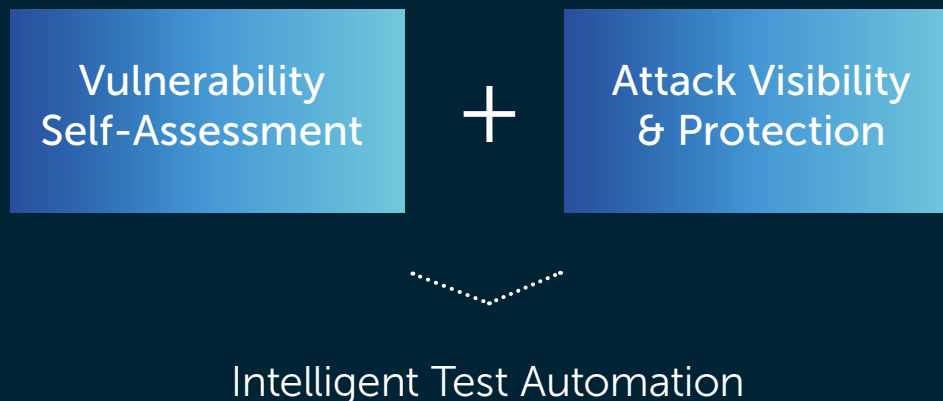 Vulnerability
Self-Assessment
+
Attack Visibility
& Protection
Intelligent Test Automation